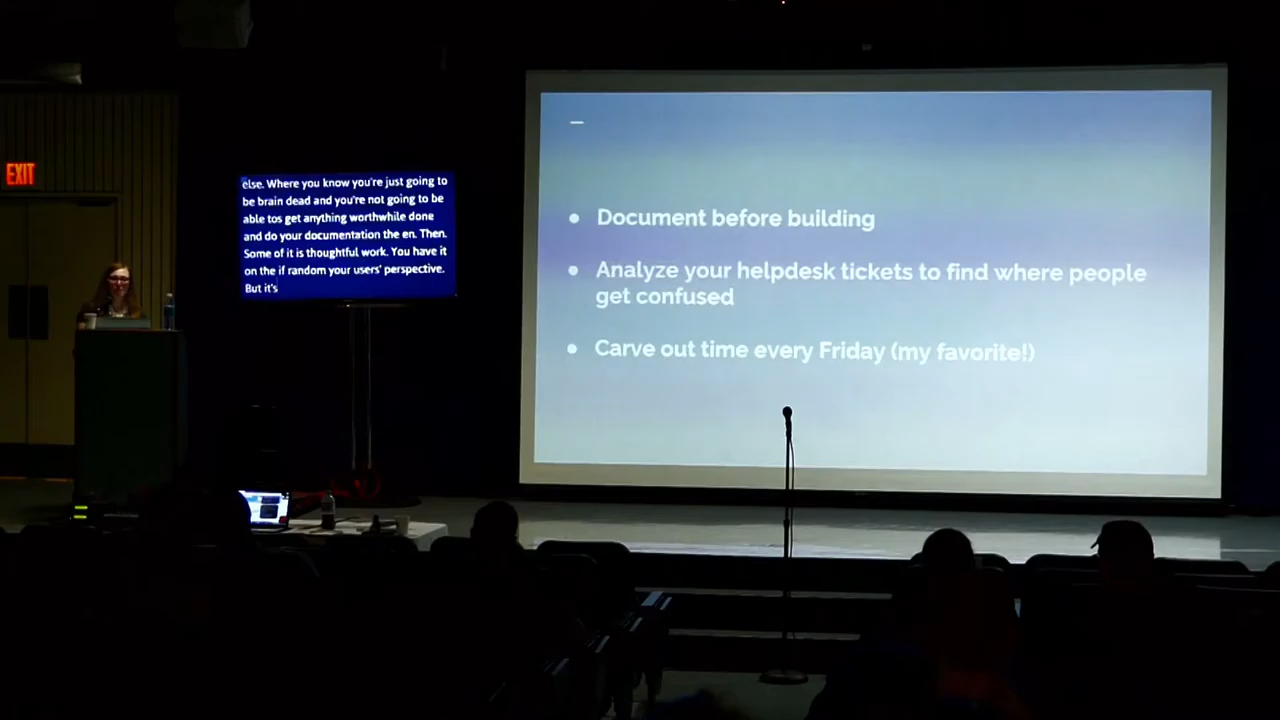 EXIT
else. Where you know you're just going to
be brain dead and you're not going to be
able tos get anything worthwhile done
and do your documentation the en. Then.
Some of it is thoughtful work. You have it
on the if random your users' perspective.
But it's
Document before building
Analyze your helpdesk tickets to find where people
get confused
Carve out time every Friday (my favorite!)